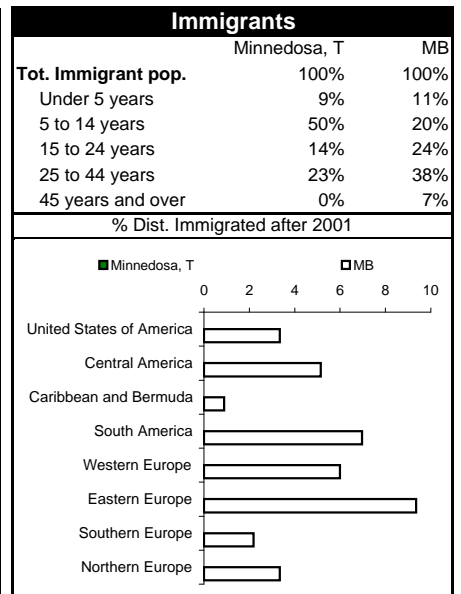 Immigrants
Minnedosa, T MB
Tot. Immigrant pop. 100% 100%
Under 5 years 9% 11%
5 to 14 years 50% 20%
15 to 24 years 14% 24%
25 to 44 years 23% 38%
45 years and over 0% 7%
% Dist. Immigrated after 2001
Minnedosa, T MB
0 2 4 6 8 10
United States of America
Central America
Caribbean and Bermuda
South America
Western Europe
Eastern Europe
Southern Europe
Northern Europe